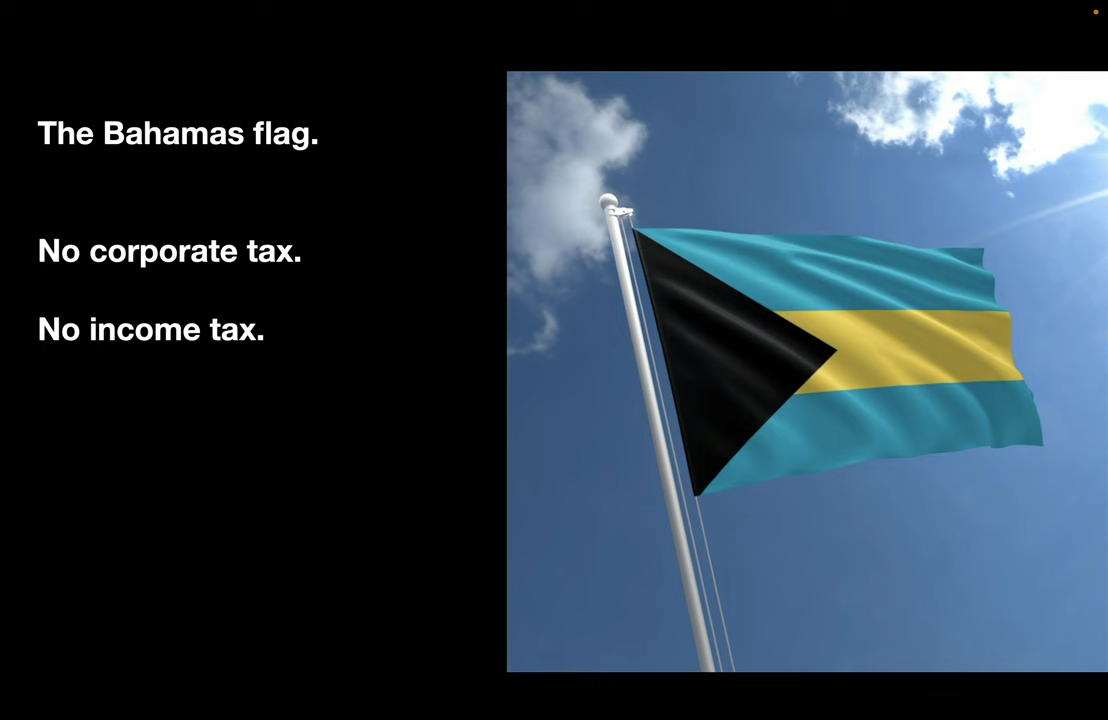 The Bahamas flag.
No corporate tax.
No income tax.